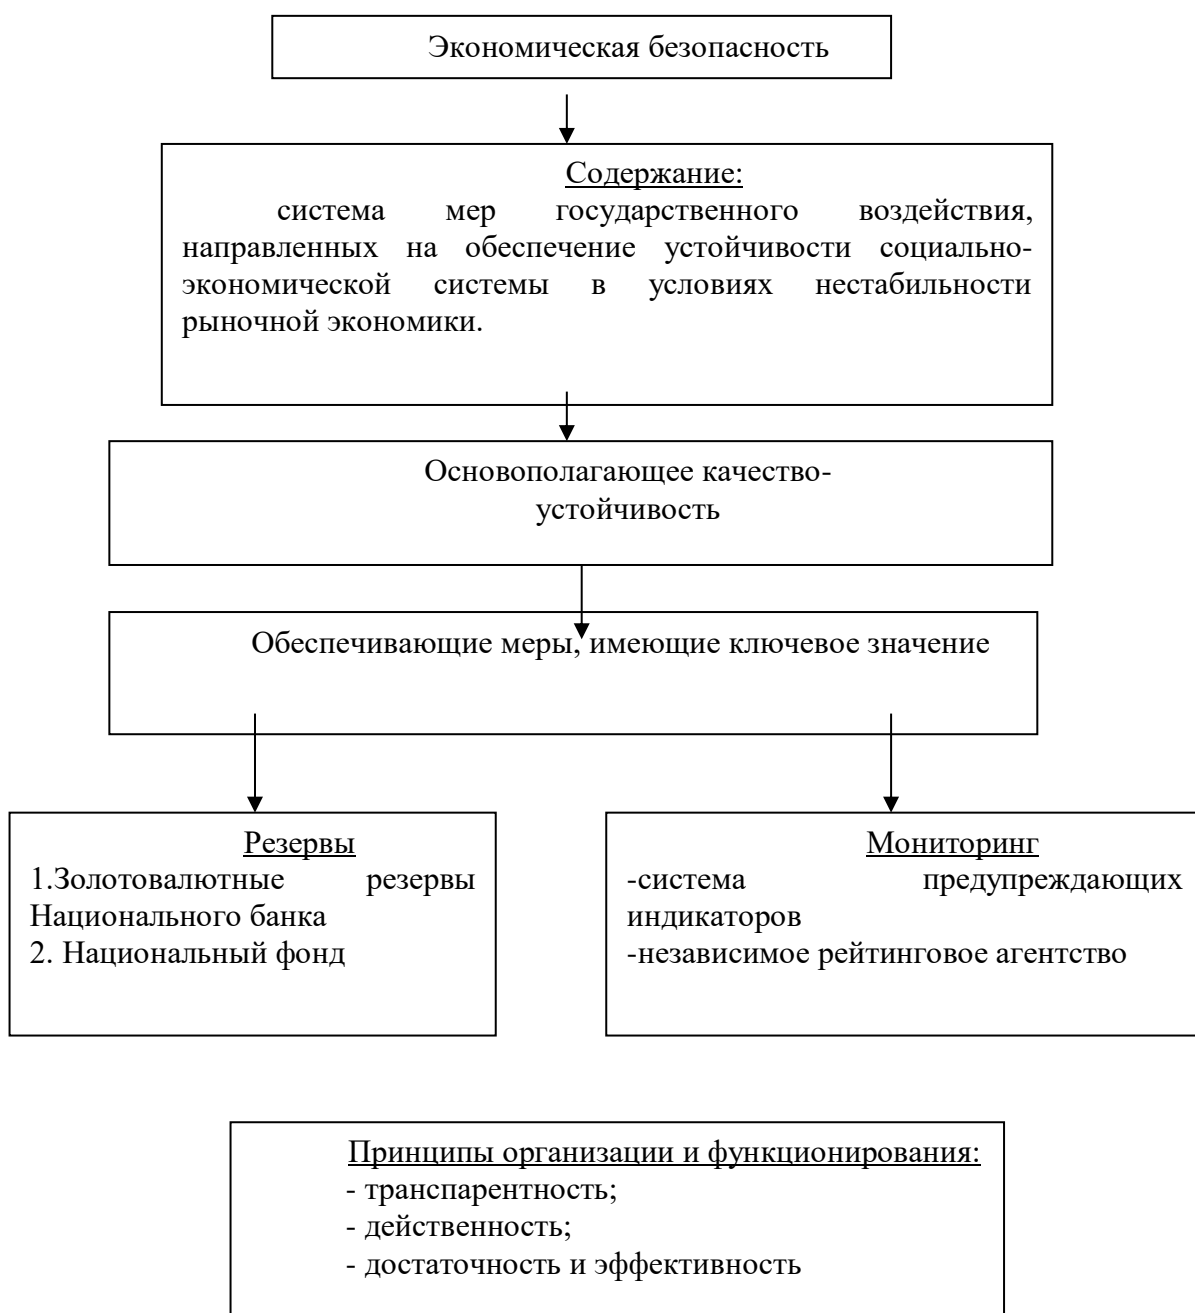 Экономическая безопасность
Содержание:
система мер государственного воздействия,
направленных на обеспечение устойчивости социально-
экономической системы в условиях нестабильности
рыночной экономики.
Основополагающее качество-
устойчивость
Обеспечивающие меры, имеющие ключевое значение
Резервы
1.Золотовалютные резервы
Национального банка
2. Национальный фонд
Мониторинг
-система предупреждающих
индикаторов
-независимое рейтинговое агентство
Принципы организации и функционирования:
- транспарентность;
- действенность;
- достаточность и эффективность